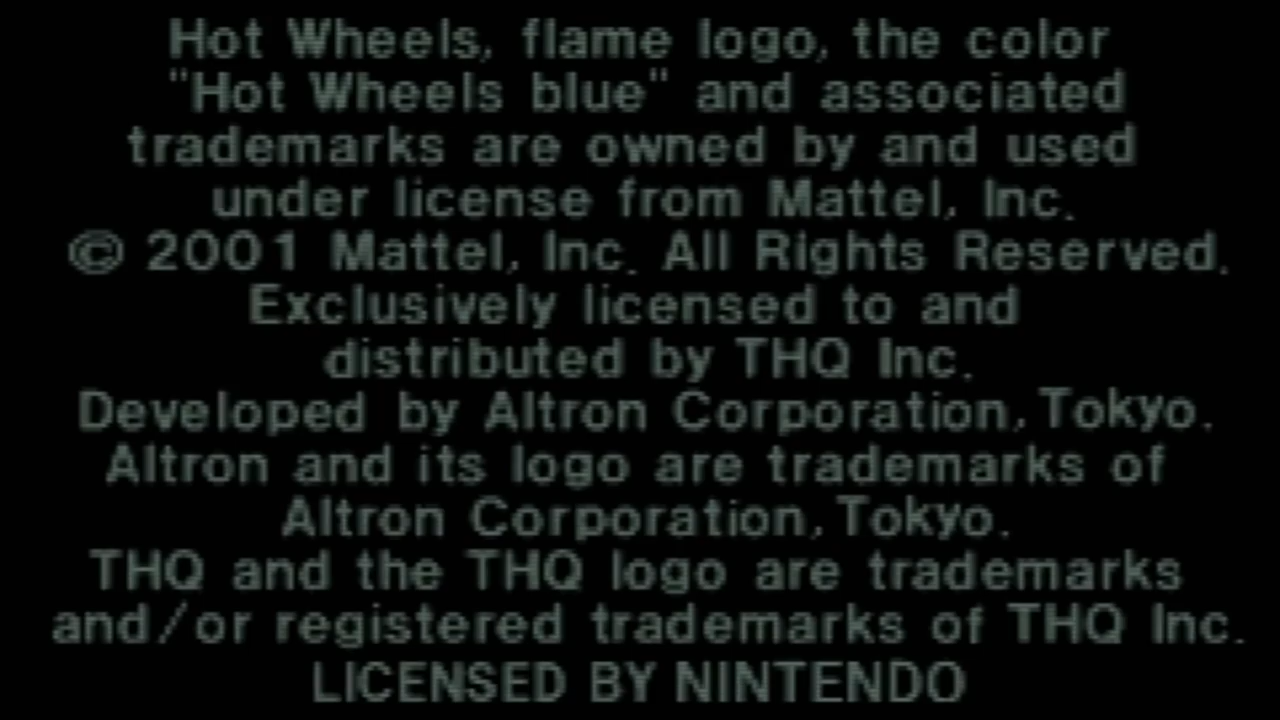 Hot Wheels, flame logo, the color
"Hot Wheels blue" and associated
trademarks are owned by and used
under license from Mattel, Inc.
© 2001 Mattel, Inc. All Rights Reserved.
Exclusively licensed to and
distributed by THQ Inc.
Developed by Altron Corporation, Tokyo.
Altron and its logo are trademarks of
Altron Corporation, Tokyo.
THQ and the THQ logo are trademarks
and/or registered trademarks of THQ Inc.
LICENSED BY NINTENDO